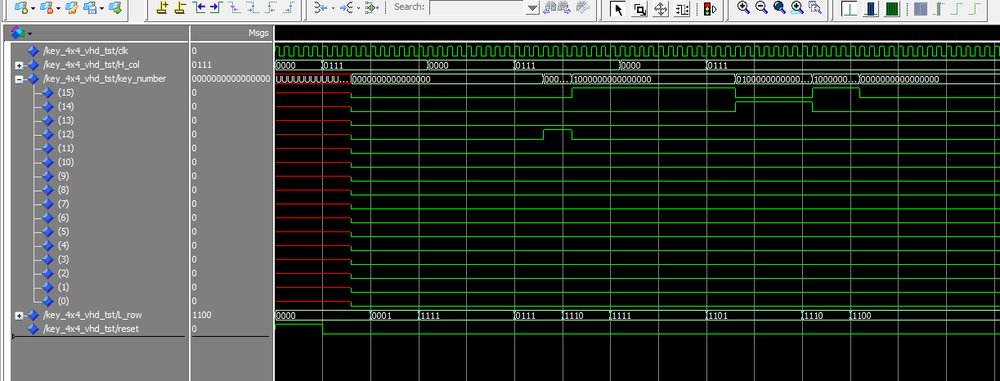 Search:
Msgs
/key_4x4_vhd_tst/clk 0
/key_4x4_vhd_tst/H_col 0111 0000 0111 0000 0111 0000 0111
/key_4x4_vhd_tst/key_number 0000000000000000 UUUUUUUUUUU... 0000000000000000 000... 1000000000000000 010000000000... 1000000... 0000000000000000
(15) 0
(14) 0
(13) 0
(12) 0
(11) 0
(10) 0
(9) 0
(8) 0
(7) 0
(6) 0
(5) 0
(4) 0
(3) 0
(2) 0
(1) 0
(0) 0
/key_4x4_vhd_tst/L_row 1100 0000 0001 1111 0111 1110 1111 1101 1110 1100
/key_4x4_vhd_tst/reset 0